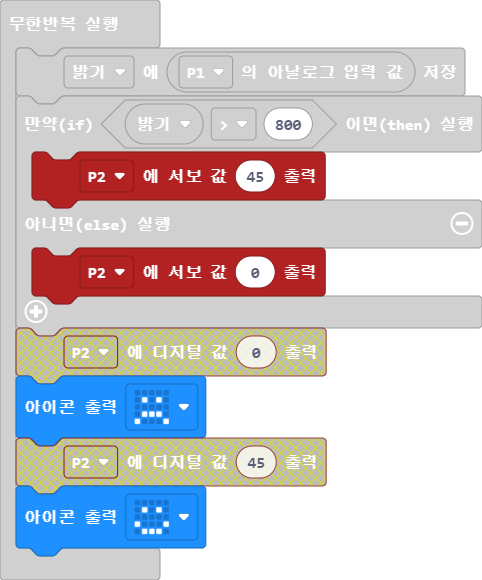 무한반복 실행
밝기 에 P1 의 아날로그 입력 값 저장
만약(if) 밝기 > 800 이면(then) 실행
P2 에 서보 값 45 출력
아니면(else) 실행
P2 에 서보 값 0 출력
P2 에 디지털 값 0 출력
아이콘 출력
P2 에 디지털 값 45 출력
아이콘 출력